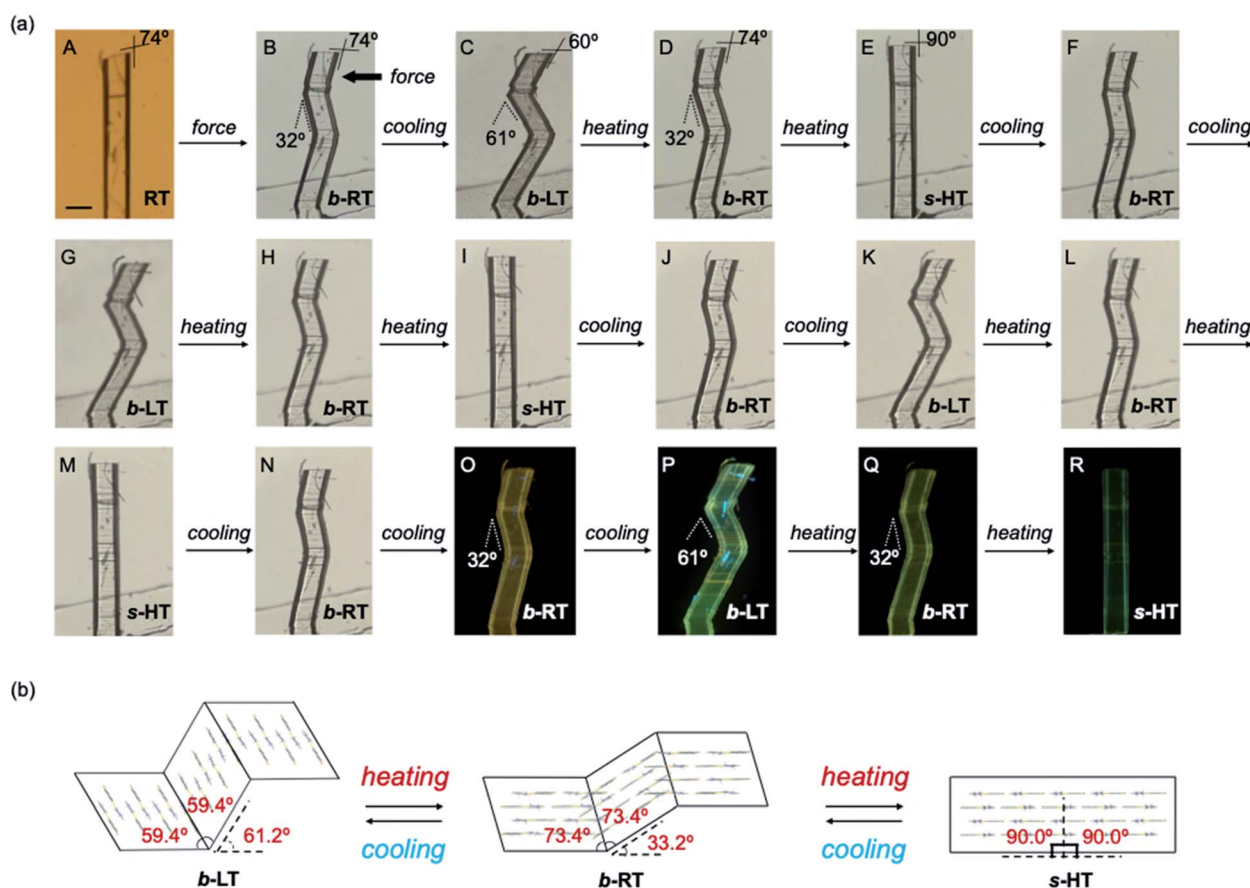 (a)
A 74º B 74º C 60º D 74º E 90º F
force
32º 61º 32º
force cooling heating heating cooling cooling
RT b-RT b-LT b-RT s-HT b-RT
G H I J K L
heating heating cooling cooling heating heating
b-LT b-RT s-HT b-RT b-LT b-RT
M N O P Q R
cooling cooling 32º cooling 61º heating 32º heating
s-HT b-RT b-RT b-LT b-RT s-HT
(b)
heating heating
59.4º 59.4º 61.2º 73.4º 73.4º 33.2º 90.0º 90.0º
cooling cooling
b-LT b-RT s-HT